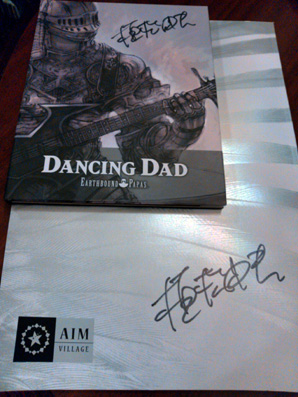 DANCING DAD
EARTHBOUND PAPAS
AIM
VILLAGE